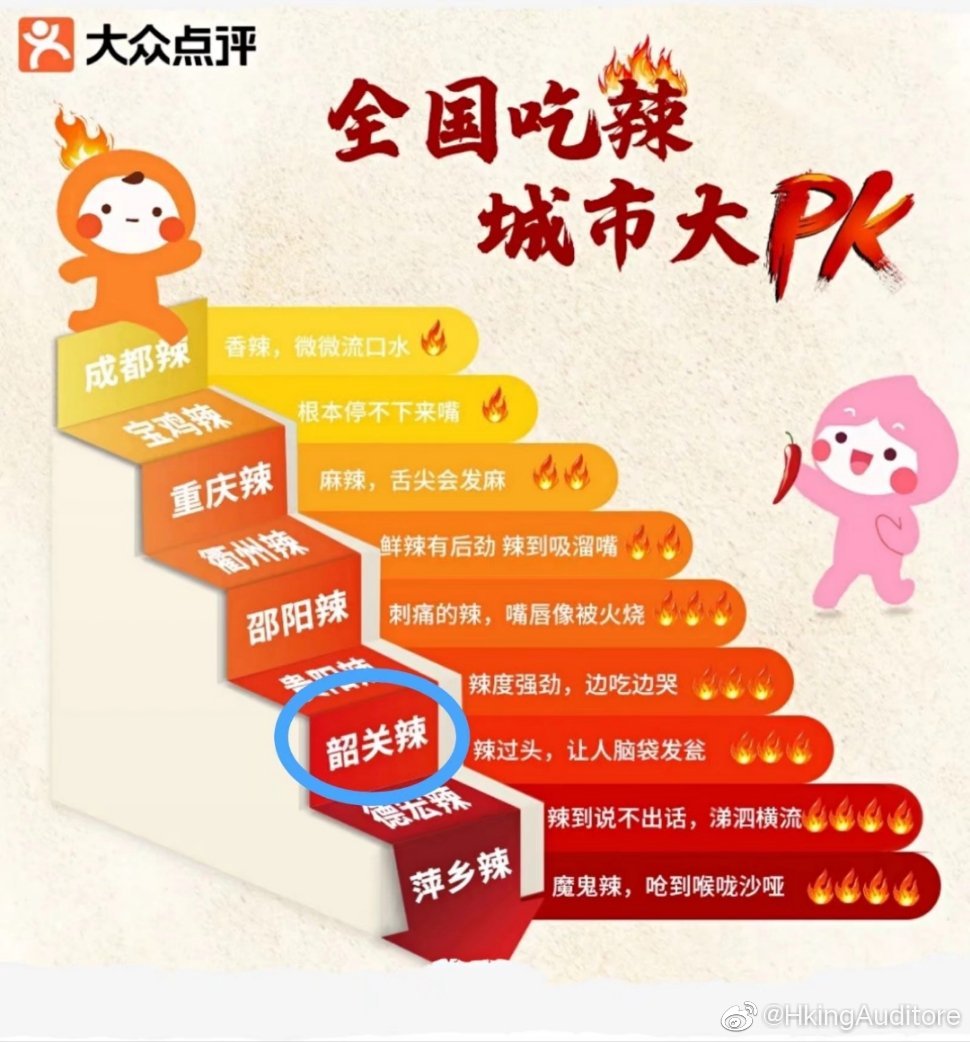 大众点评
全国吃辣
城市大PK
成都辣
香辣，微微流口水
宝鸡辣
根本停不下来嘴
重庆辣
麻辣，舌尖会发麻
衢州辣
鲜辣有后劲 辣到吸溜嘴
邵阳辣
刺痛的辣，嘴唇像被火烧
贵阳辣
辣度强劲，边吃边哭
韶关辣
辣过头，让人脑袋发瓮
德宏辣
辣到说不出话，涕泗横流
萍乡辣
魔鬼辣，呛到喉咙沙哑
@HkingAuditore